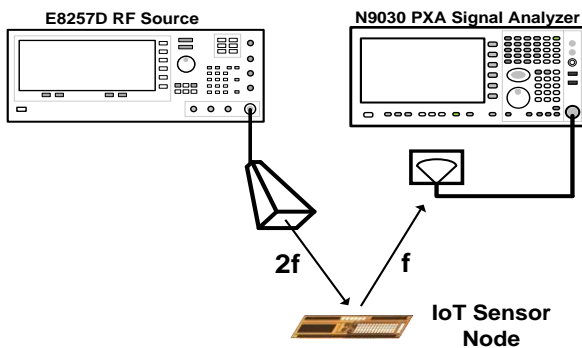 E8257D RF Source
N9030 PXA Signal Analyzer
2f
f
IoT Sensor
Node